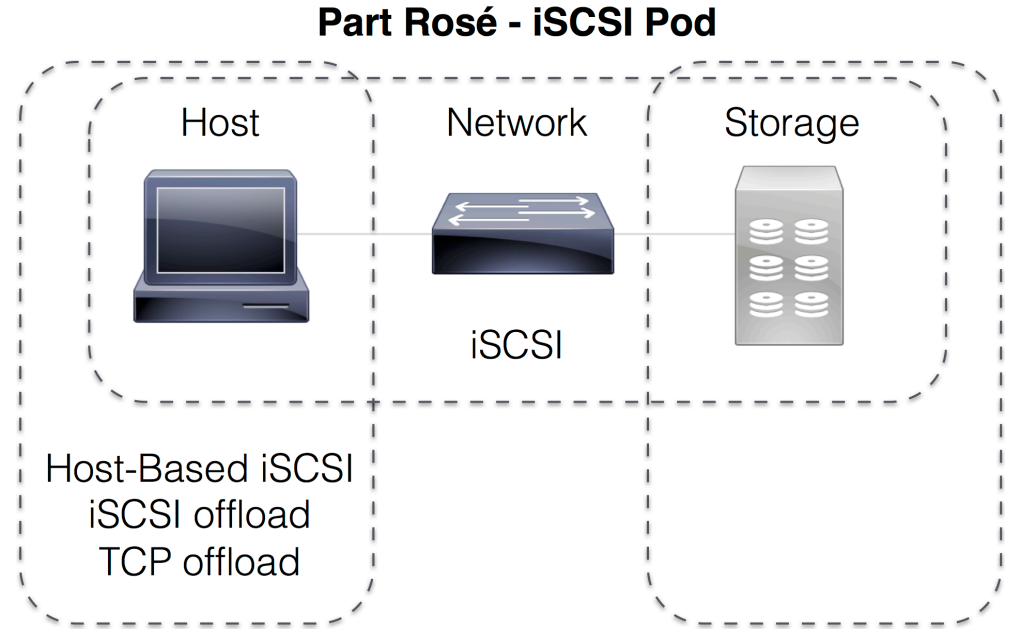 Part Rosé - iSCSI Pod
Host
Network
Storage
iSCSI
Host-Based iSCSI
iSCSI offload
TCP offload